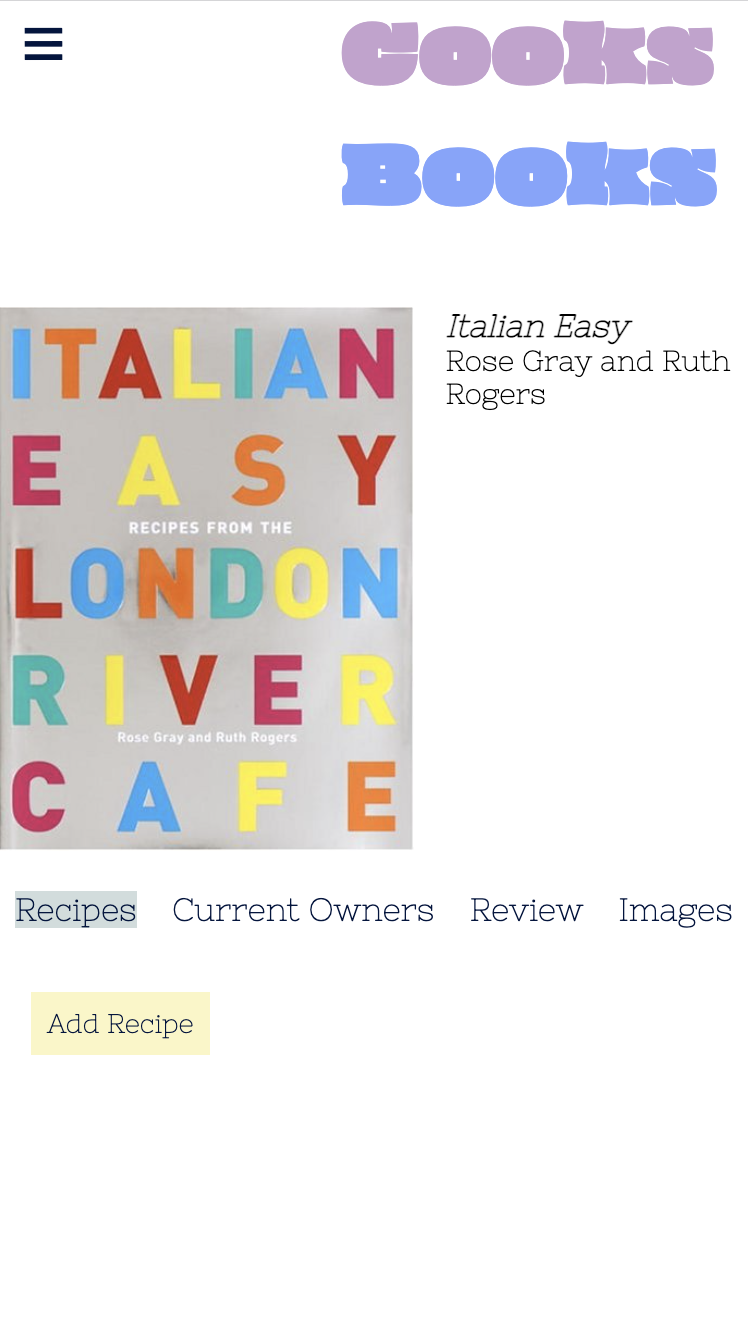 Cooks
Books
ITALIAN
EASY
RECIPES FROM THE
LONDON
RIVER
Rose Gray and Ruth Rogers
CAFE
Italian Easy
Rose Gray and Ruth
Rogers
Recipes Current Owners Review Images
Add Recipe